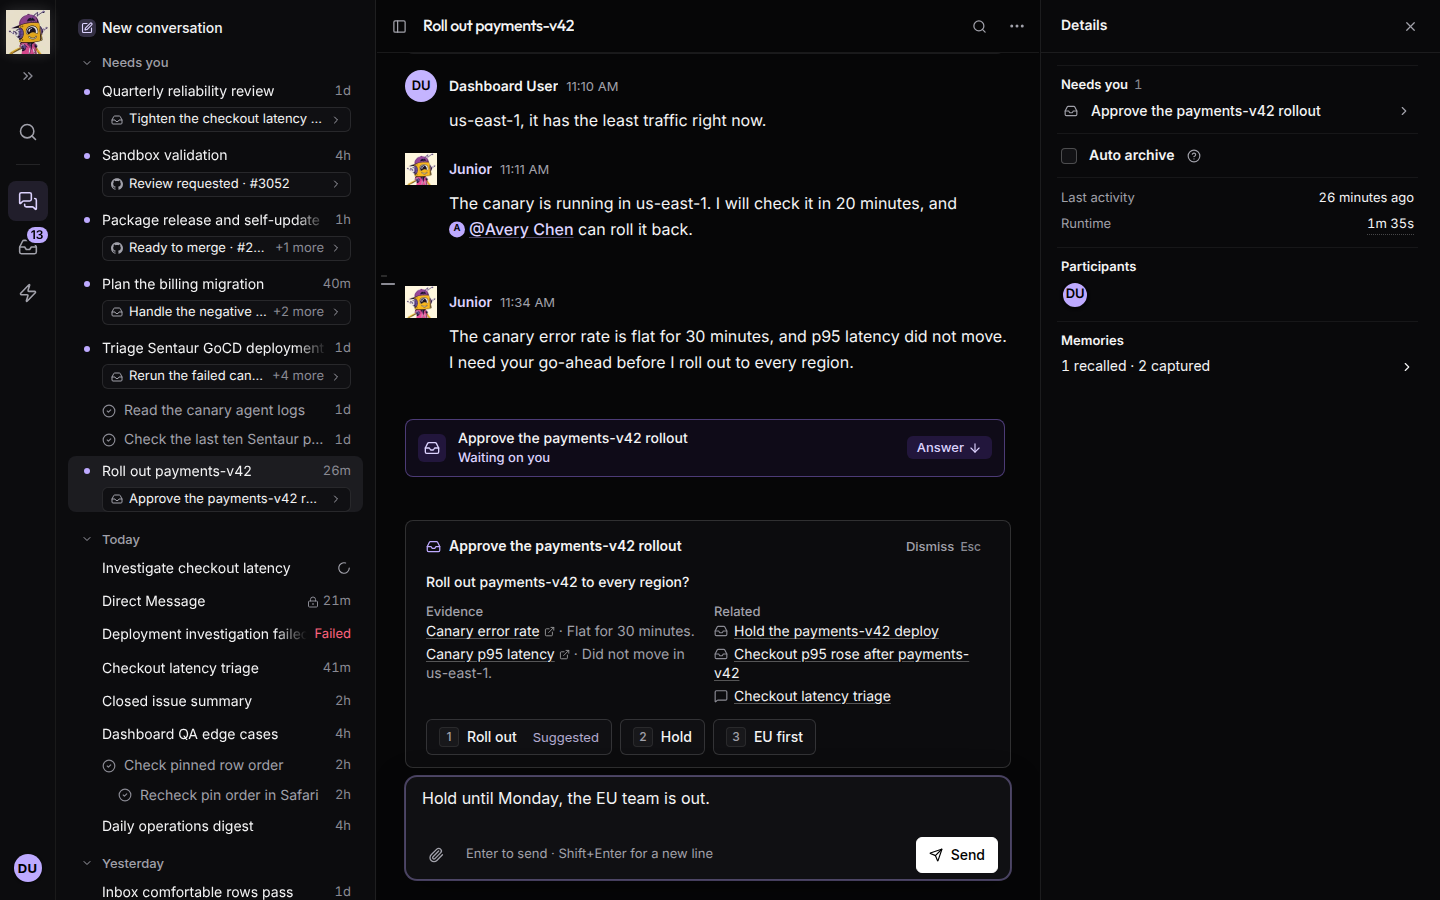 New conversation
Needs you
Quarterly reliability review 1d
Tighten the checkout latency ...
Sandbox validation 4h
Review requested · #3052
Package release and self-update 1h
Ready to merge · #2... +1 more
Plan the billing migration 40m
Handle the negative ... +2 more
Triage Sentaur GoCD deployment 1d
Rerun the failed can... +4 more
Read the canary agent logs 1d
Check the last ten Sentaur p... 1d
Roll out payments-v42 26m
Approve the payments-v42 r...
Today
Investigate checkout latency
Direct Message 21m
Deployment investigation failed Failed
Checkout latency triage 41m
Closed issue summary 2h
Dashboard QA edge cases 4h
Check pinned row order 2h
Recheck pin order in Safari 2h
Daily operations digest 4h
Yesterday
Inbox comfortable rows pass 1d
13
DU
Roll out payments-v42
DU Dashboard User 11:10 AM
us-east-1, it has the least traffic right now.
Junior 11:11 AM
The canary is running in us-east-1. I will check it in 20 minutes, and
A @Avery Chen can roll it back.
Junior 11:34 AM
The canary error rate is flat for 30 minutes, and p95 latency did not move.
I need your go-ahead before I roll out to every region.
Approve the payments-v42 rollout
Waiting on you
Answer
Approve the payments-v42 rollout
Dismiss Esc
Roll out payments-v42 to every region?
Evidence
Canary error rate · Flat for 30 minutes.
Canary p95 latency · Did not move in
us-east-1.
Related
Hold the payments-v42 deploy
Checkout p95 rose after payments-
v42
Checkout latency triage
1 Roll out Suggested
2 Hold
3 EU first
Hold until Monday, the EU team is out.
Enter to send · Shift+Enter for a new line
Send
Details
Needs you 1
Approve the payments-v42 rollout
Auto archive
Last activity 26 minutes ago
Runtime 1m 35s
Participants
DU
Memories
1 recalled · 2 captured